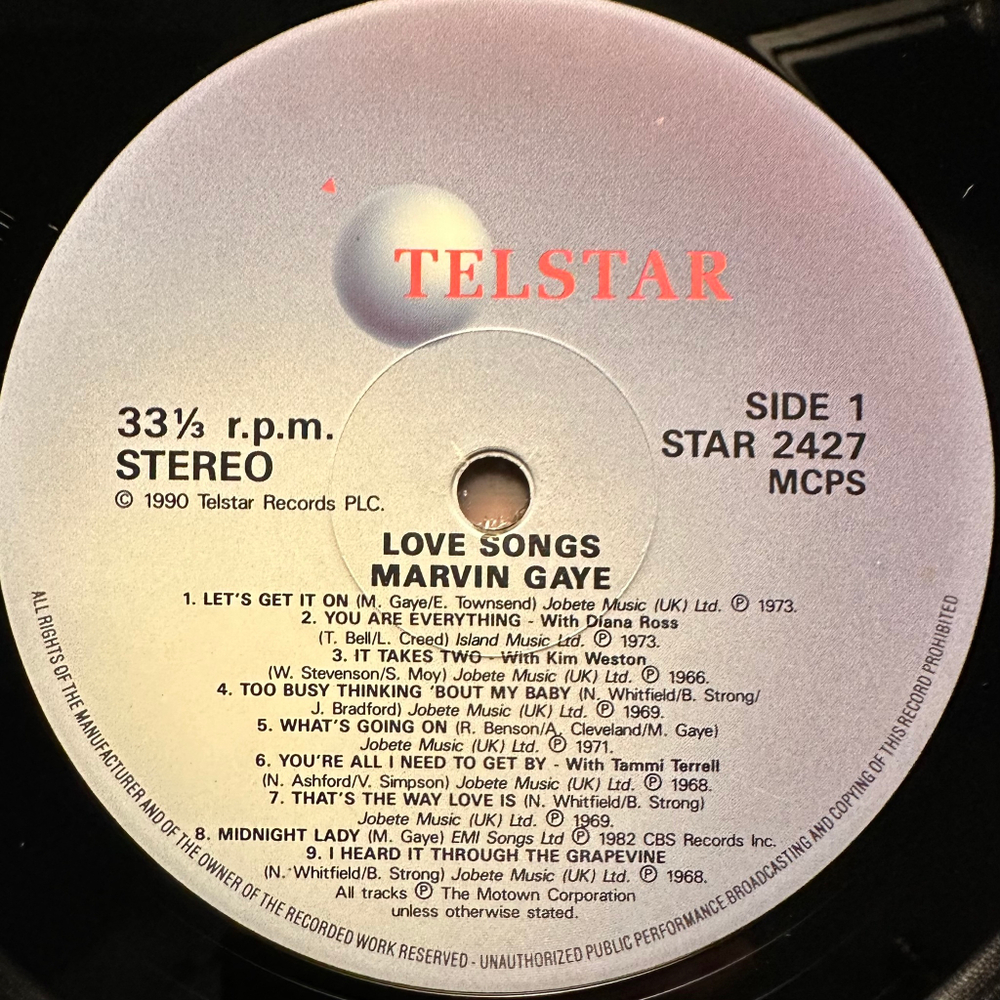 TELSTAR
33⅓ r.p.m.
STEREO
© 1990 Telstar Records PLC.
SIDE 1
STAR 2427
MCPS
LOVE SONGS
MARVIN GAYE
1. LET'S GET IT ON (M. Gaye/E. Townsend) Jobete Music (UK) Ltd. ℗ 1973.
2. YOU ARE EVERYTHING - With Diana Ross
(T. Bell/L. Creed) Island Music Ltd. ℗ 1973.
3. IT TAKES TWO - With Kim Weston
(W. Stevenson/S. Moy) Jobete Music (UK) Ltd. ℗ 1966.
4. TOO BUSY THINKING 'BOUT MY BABY (N. Whitfield/B. Strong/
J. Bradford) Jobete Music (UK) Ltd. ℗ 1969.
5. WHAT'S GOING ON (R. Benson/A. Cleveland/M. Gaye)
Jobete Music (UK) Ltd. ℗ 1971.
6. YOU'RE ALL I NEED TO GET BY - With Tammi Terrell
(N. Ashford/V. Simpson) Jobete Music (UK) Ltd. ℗ 1968.
7. THAT'S THE WAY LOVE IS (N. Whitfield/B. Strong)
Jobete Music (UK) Ltd. ℗ 1969.
8. MIDNIGHT LADY (M. Gaye) EMI Songs Ltd ℗ 1982 CBS Records Inc.
9. I HEARD IT THROUGH THE GRAPEVINE
(N. Whitfield/B. Strong) Jobete Music (UK) Ltd. ℗ 1968.
All tracks ℗ The Motown Corporation
unless otherwise stated.
ALL RIGHTS OF THE MANUFACTURER AND OF THE OWNER OF THE RECORDED WORK RESERVED - UNAUTHORIZED PUBLIC PERFORMANCE BROADCASTING AND COPYING OF THIS RECORD PROHIBITED